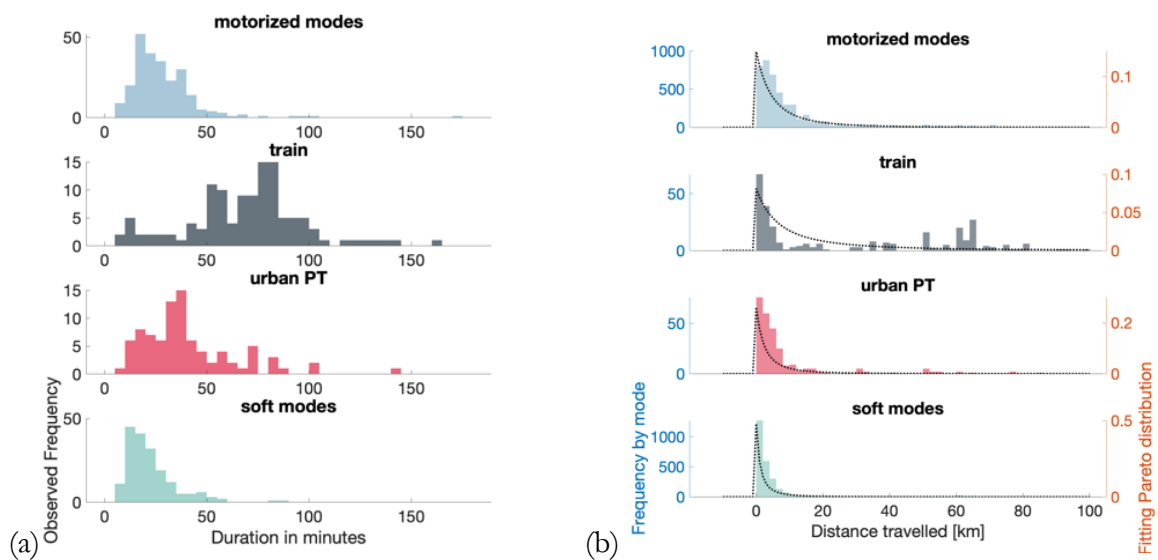 motorized modes
50
0
0 50 100 150
train
15
10
5
0
0 50 100 150
urban PT
15
10
5
0
0 50 100 150
soft modes
50
0
0 50 100 150
Observed Frequency
Duration in minutes
(a)
motorized modes
1000
500
0
0.1
0
train
50
0
0.1
0.05
0
urban PT
50
0
0.2
0
soft modes
1000
500
0
0.5
0
0 20 40 60 80 100
Frequency by mode
Distance travelled [km]
Fitting Pareto distribution
(b)